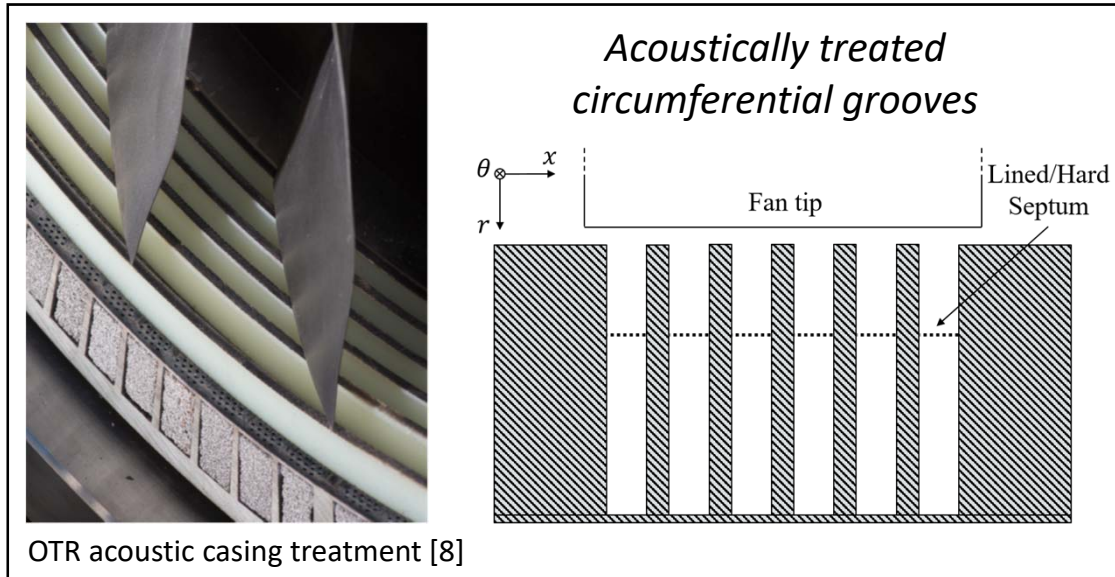 Acoustically treated
circumferential grooves
θ
x
r
Fan tip
Lined/Hard
Septum
OTR acoustic casing treatment [8]